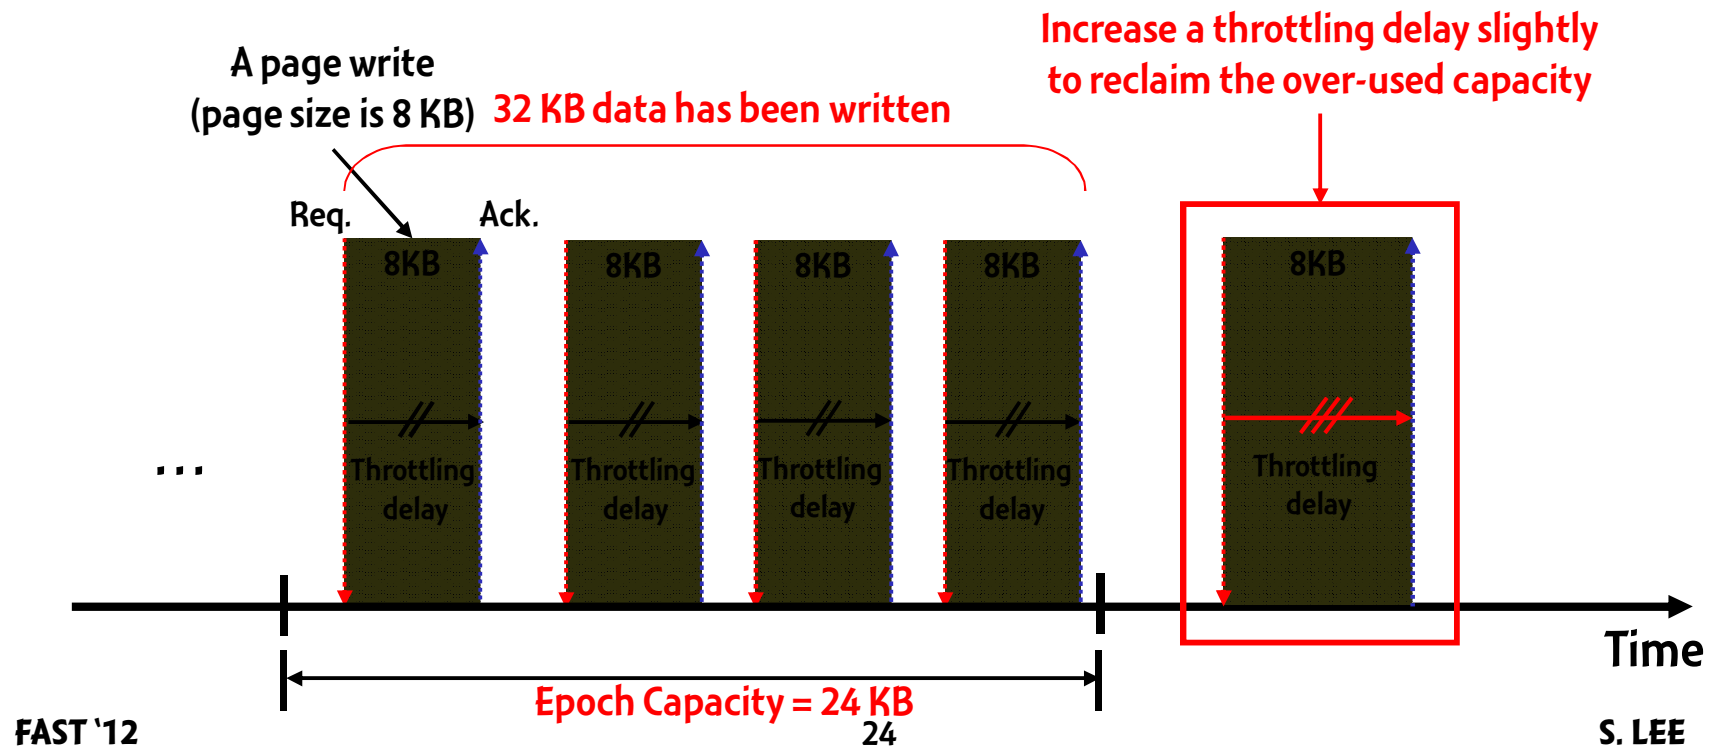 Increase a throttling delay slightly
to reclaim the over-used capacity
A page write
(page size is 8 KB)
32 KB data has been written
Req.
Ack.
8KB
8KB
8KB
8KB
8KB
...
Throttling
delay
Throttling
delay
Throttling
delay
Throttling
delay
Throttling
delay
Time
Epoch Capacity = 24 KB
FAST '12
24
S. LEE